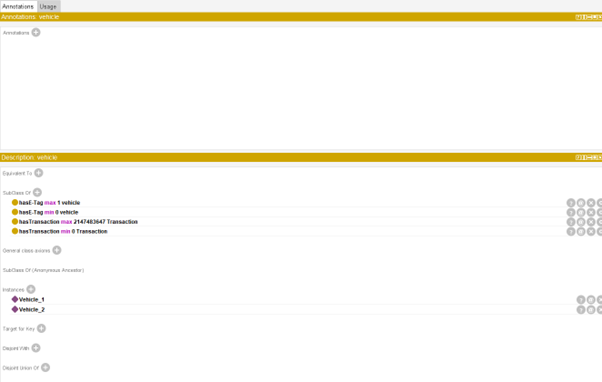 Annotations Usage
Annotations: vehicle
Annotations
Description: vehicle
Equivalent To
SubClass Of
hasE-Tag max 1 vehicle
hasE-Tag min 0 vehicle
hasTransaction max 2147483647 Transaction
hasTransaction min 0 Transaction
General class axioms
SubClass Of (Anonymous Ancestor)
Instances
Vehicle_1
Vehicle_2
Target for Key
Disjoint With
Disjoint Union Of